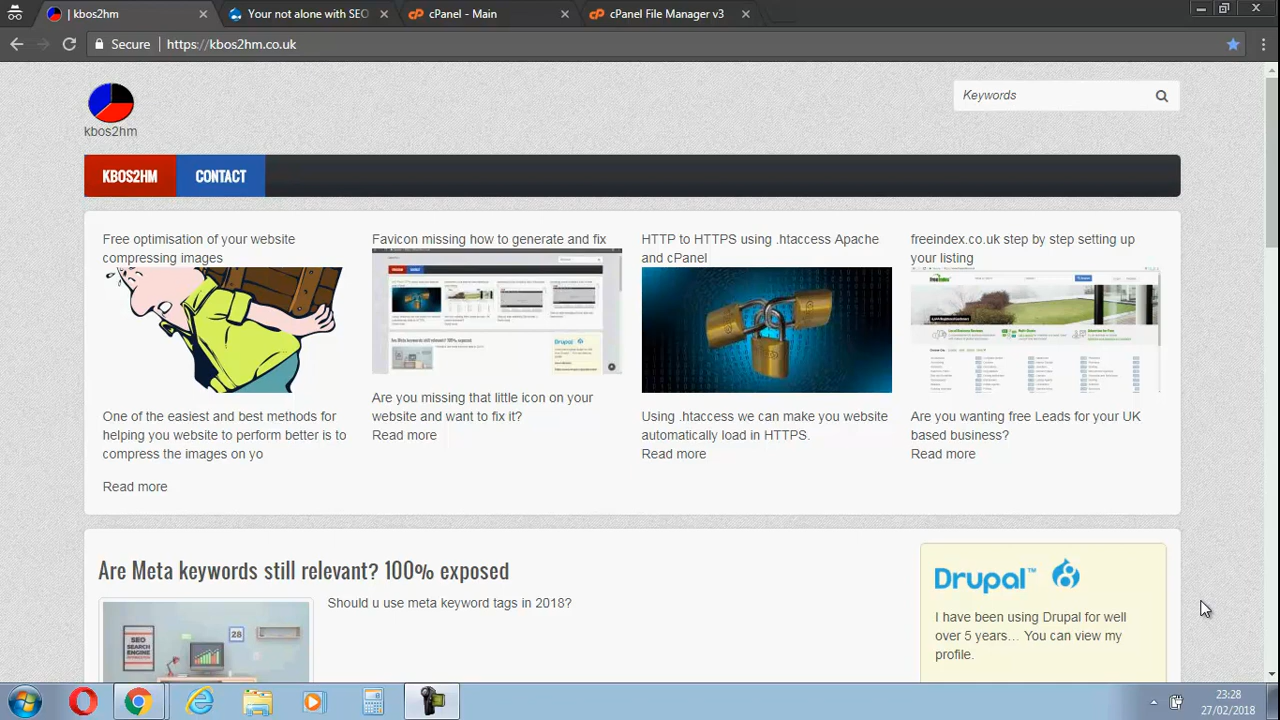 | kbos2hm
Your not alone with SEO
cPanel - Main
cPanel File Manager v3
Secure
https://kbos2hm.co.uk
Keywords
kbos2hm
KBOS2HM
CONTACT
Free optimisation of your website
compressing images
One of the easiest and best methods for
helping you website to perform better is to
compress the images on yo
Read more
Favicon missing how to generate and fix
Are you missing that little icon on your
website and want to fix it?
Read more
HTTP to HTTPS using .htaccess Apache
and cPanel
Using .htaccess we can make you website
automatically load in HTTPS.
Read more
freeindex.co.uk step by step setting up
your listing
Are you wanting free Leads for your UK
based business?
Read more
Are Meta keywords still relevant? 100% exposed
Should u use meta keyword tags in 2018?
SEO
SEARCH
ENGINE
28
Drupal™
I have been using Drupal for well
over 5 years… You can view my
profile.
23:28
27/02/2018